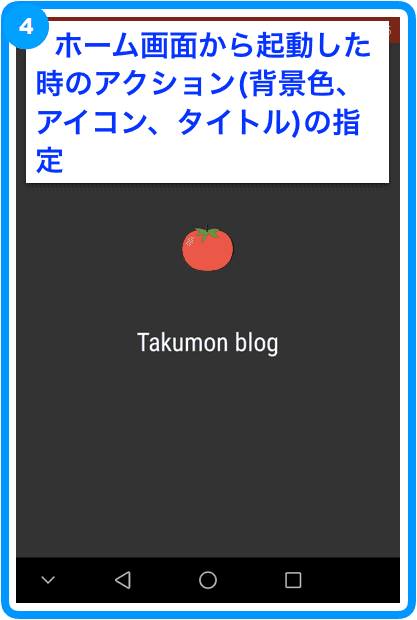 4
ホーム画面から起動した
時のアクション(背景色、
アイコン、タイトル)の指
定
Takumon blog